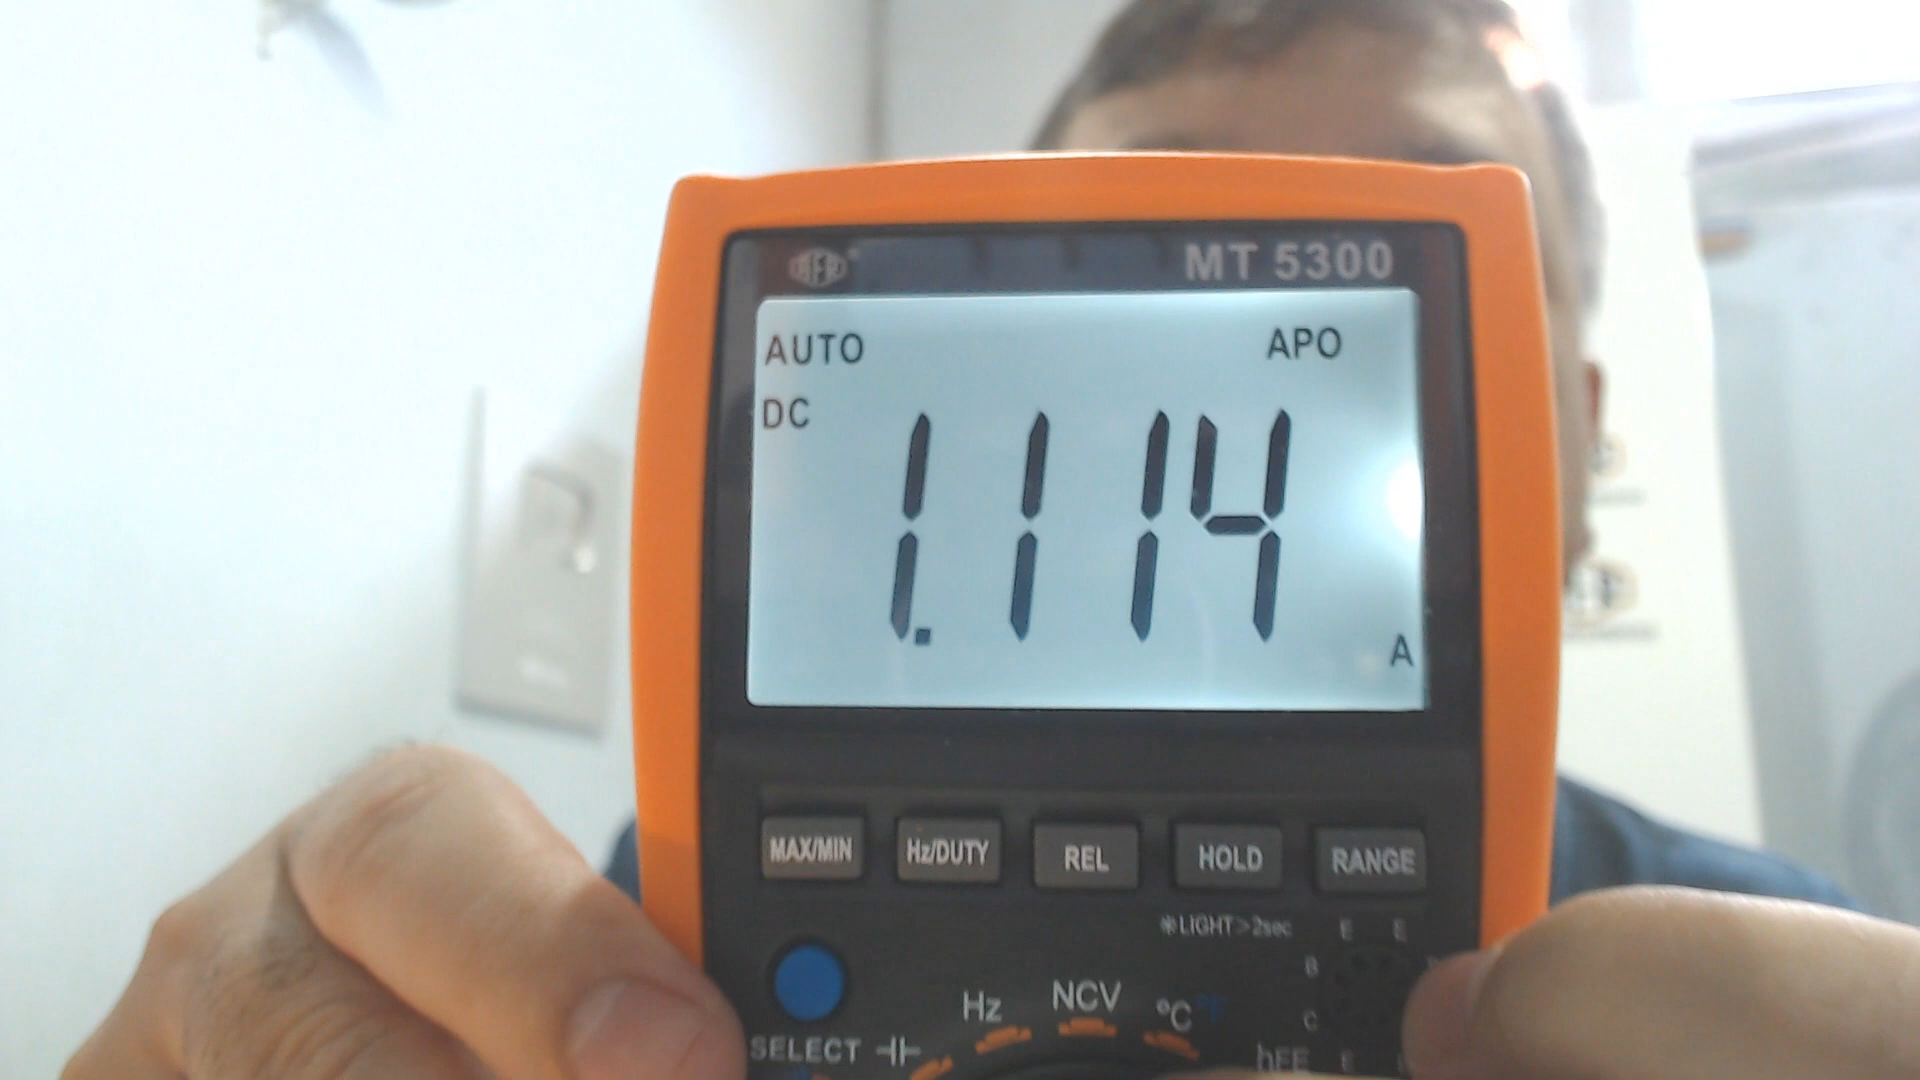 MT 5300
AUTO APO
DC
1.114
A
MAX/MIN Hz/DUTY REL HOLD RANGE
LIGHT>2sec E E
B
Hz NCV °C °F
C
SELECT hFE E